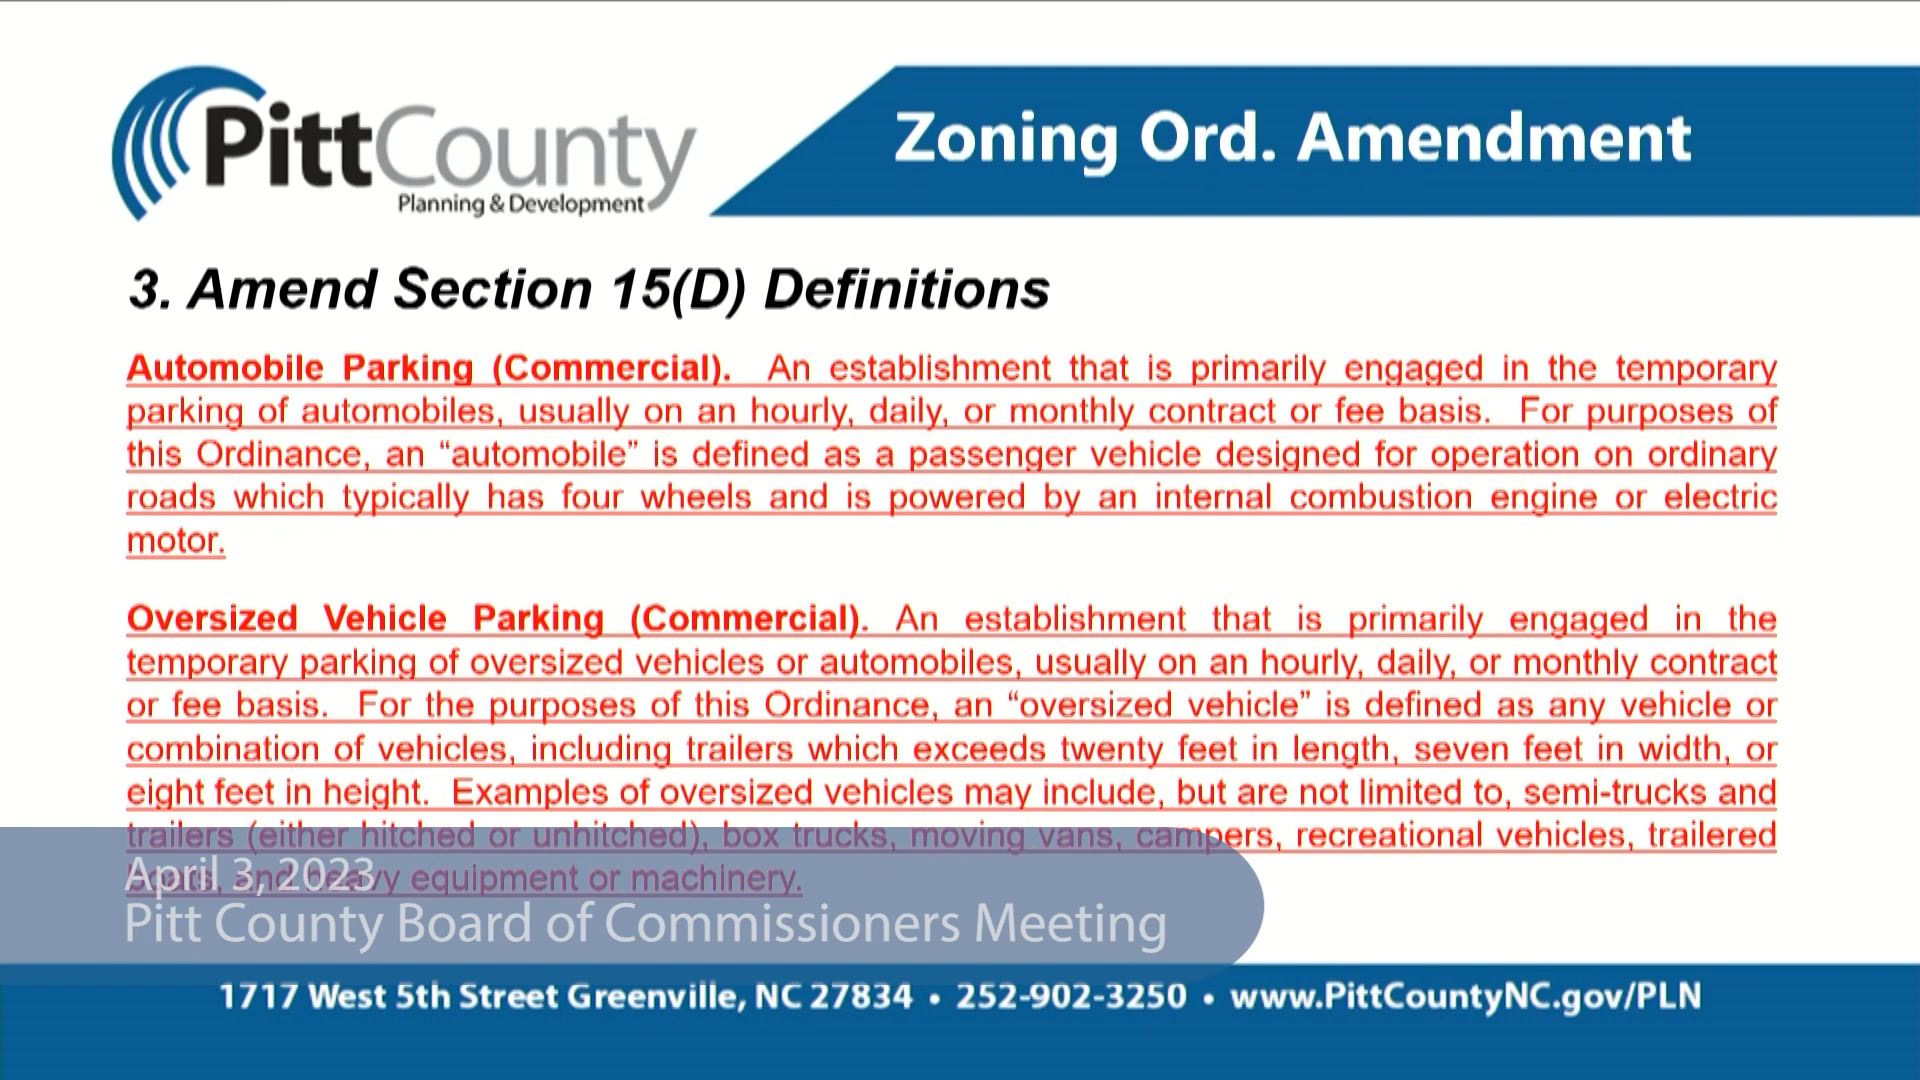 PittCounty
Planning & Development
Zoning Ord. Amendment
3. Amend Section 15(D) Definitions
Automobile Parking (Commercial). An establishment that is primarily engaged in the temporary
parking of automobiles, usually on an hourly, daily, or monthly contract or fee basis. For purposes of
this Ordinance, an “automobile” is defined as a passenger vehicle designed for operation on ordinary
roads which typically has four wheels and is powered by an internal combustion engine or electric
motor.
Oversized Vehicle Parking (Commercial). An establishment that is primarily engaged in the
temporary parking of oversized vehicles or automobiles, usually on an hourly, daily, or monthly contract
or fee basis. For the purposes of this Ordinance, an “oversized vehicle” is defined as any vehicle or
combination of vehicles, including trailers which exceeds twenty feet in length, seven feet in width, or
eight feet in height. Examples of oversized vehicles may include, but are not limited to, semi-trucks and
trailers (either hitched or unhitched), box trucks, moving vans, campers, recreational vehicles, trailered
boats, and heavy equipment or machinery.
April 3, 2023
Pitt County Board of Commissioners Meeting
1717 West 5th Street Greenville, NC 27834 • 252-902-3250 • www.PittCountyNC.gov/PLN